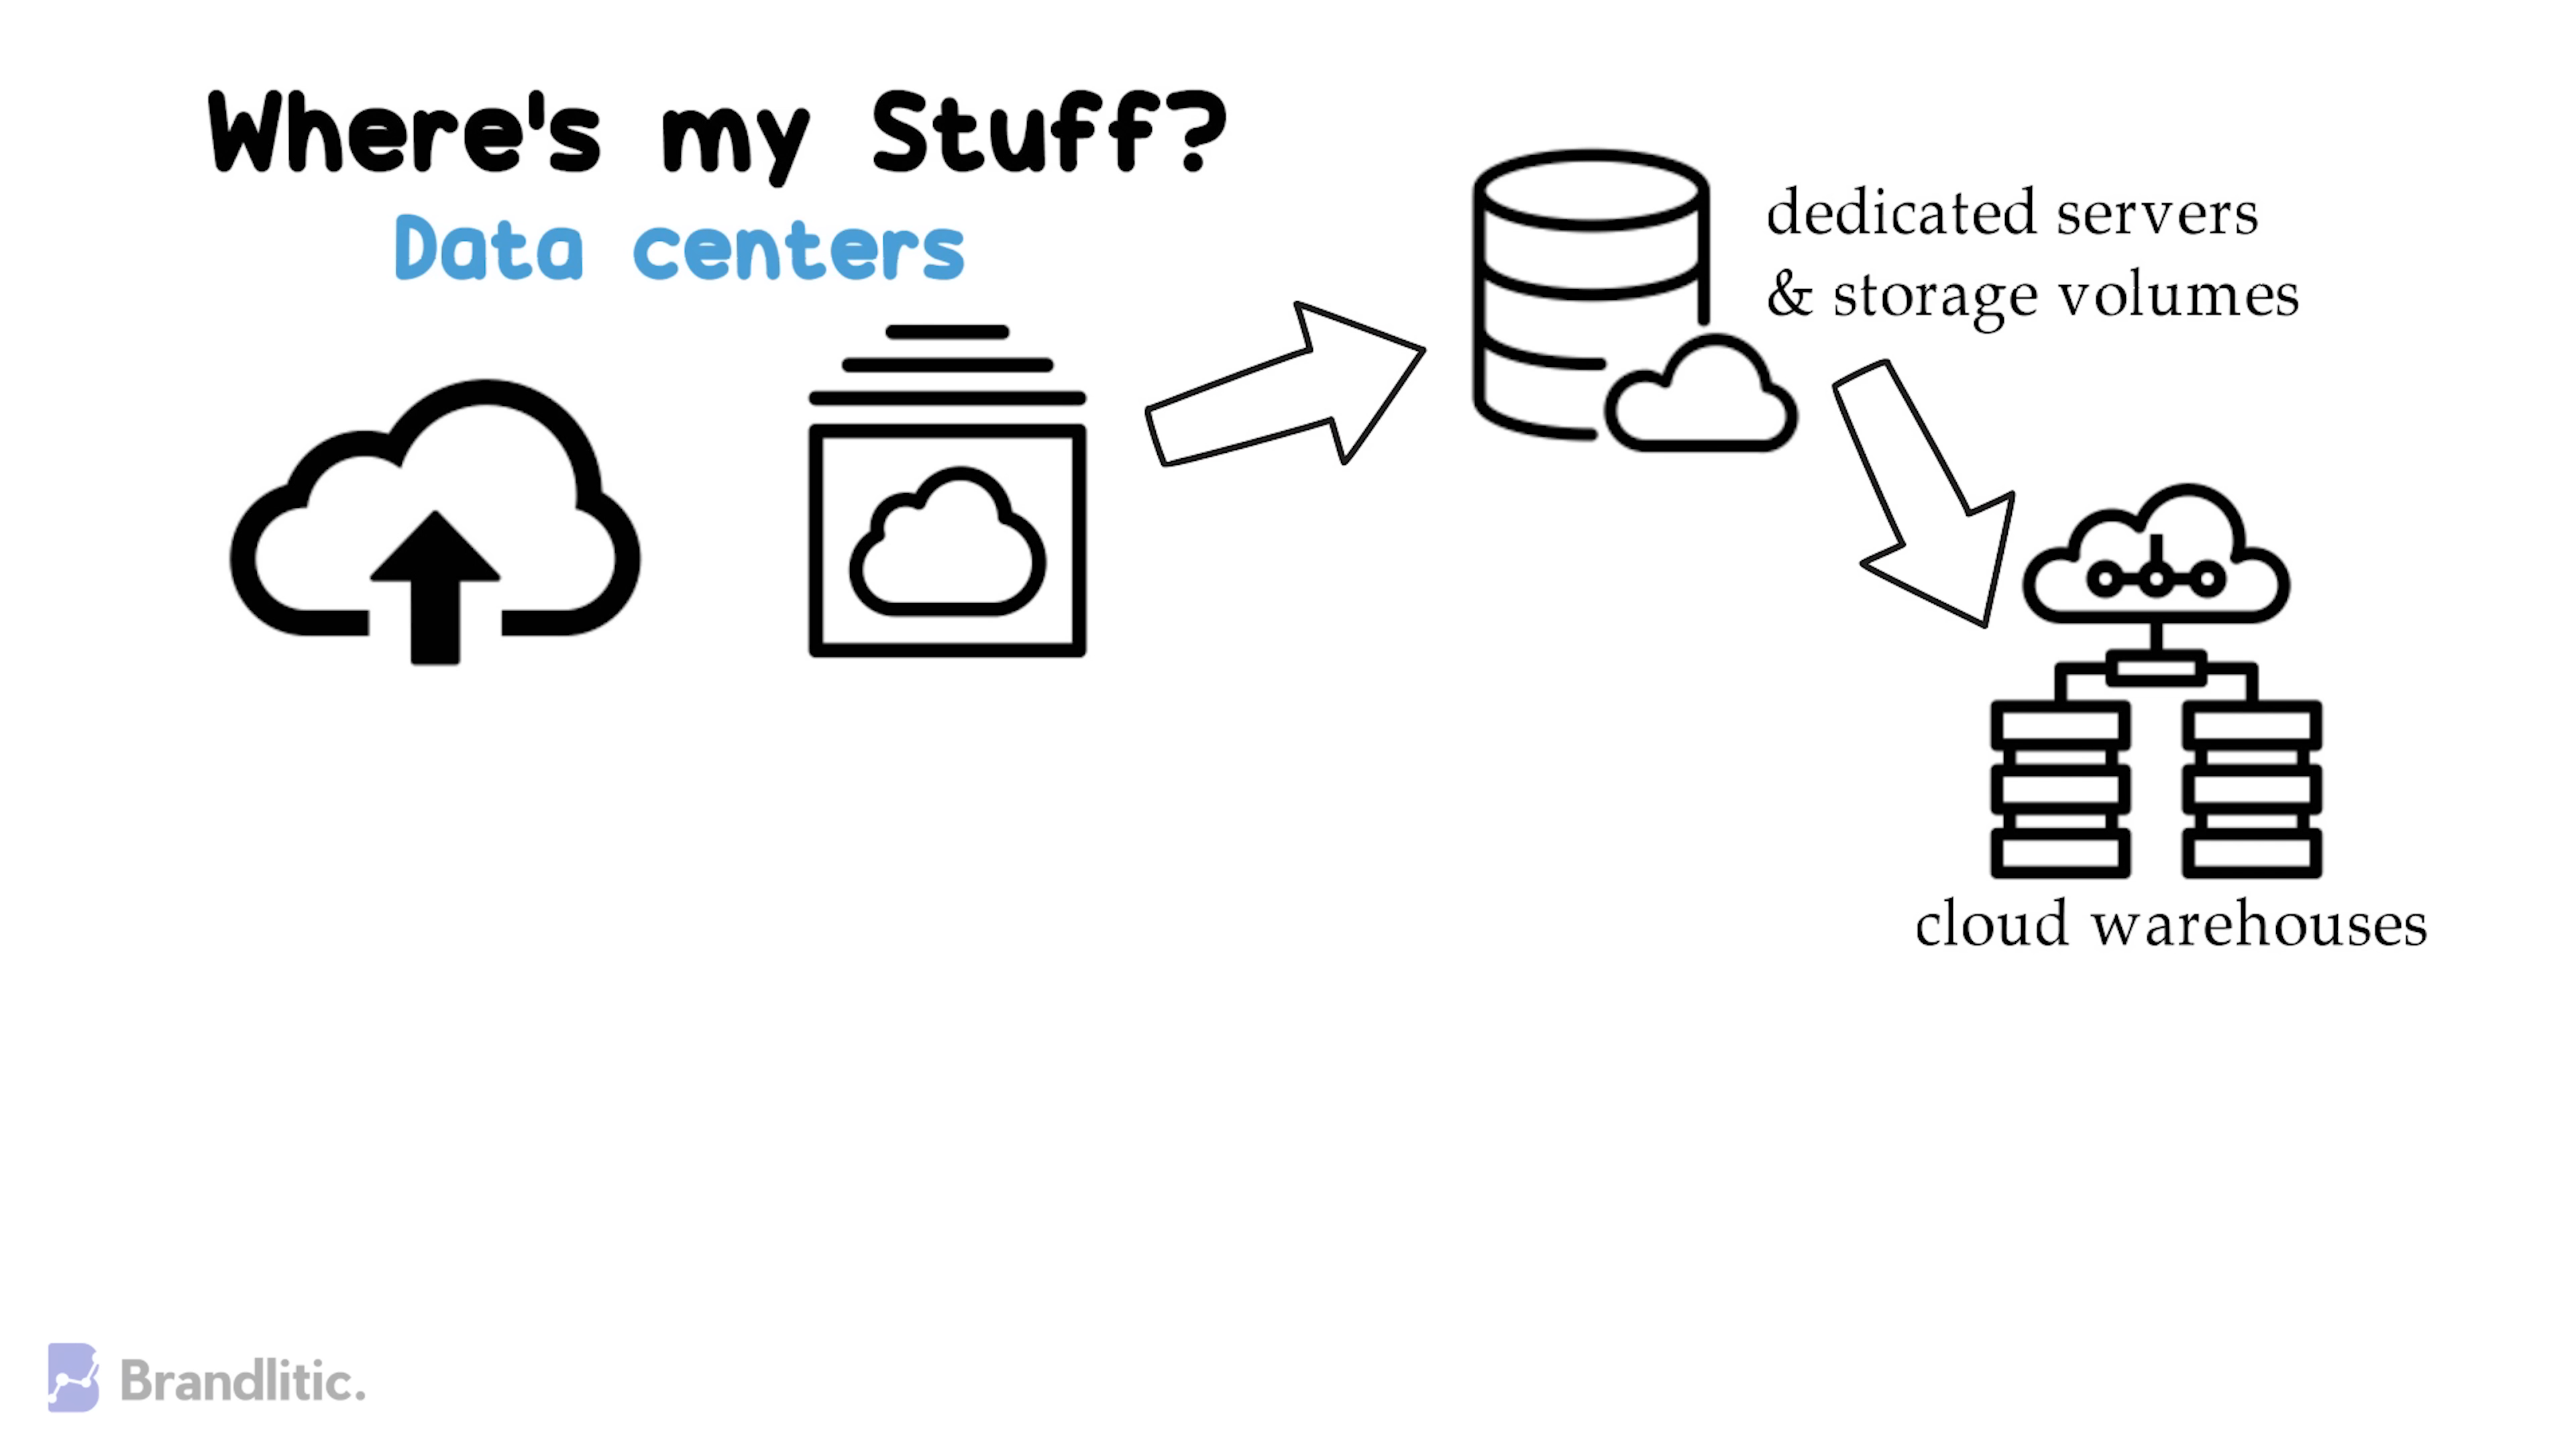 Where's my Stuff?
Data centers
dedicated servers
& storage volumes
cloud warehouses
Brandlitic.